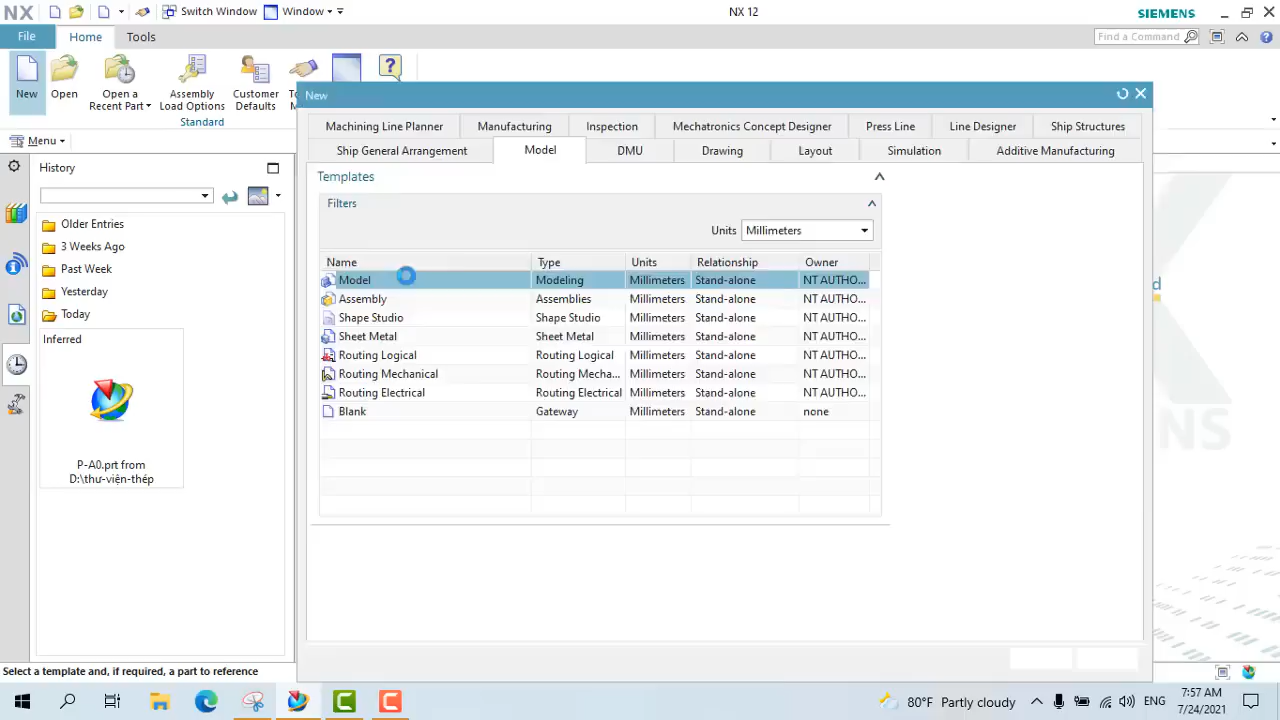 NX Switch Window Window NX 12 SIEMENS
File Home Tools Find a Command
New Open Open a Recent Part Assembly Load Options Customer Defaults
Standard
Menu
History
Older Entries
3 Weeks Ago
Past Week
Yesterday
Today
Inferred
P-A0.prt from
D:\thư-viện-thép
New
Machining Line Planner Manufacturing Inspection Mechatronics Concept Designer Press Line Line Designer Ship Structures
Ship General Arrangement Model DMU Drawing Layout Simulation Additive Manufacturing
Templates
Filters
Units Millimeters
Name Type Units Relationship Owner
Model Modeling Millimeters Stand-alone NT AUTHO...
Assembly Assemblies Millimeters Stand-alone NT AUTHO...
Shape Studio Shape Studio Millimeters Stand-alone NT AUTHO...
Sheet Metal Sheet Metal Millimeters Stand-alone NT AUTHO...
Routing Logical Routing Logical Millimeters Stand-alone NT AUTHO...
Routing Mechanical Routing Mecha... Millimeters Stand-alone NT AUTHO...
Routing Electrical Routing Electrical Millimeters Stand-alone NT AUTHO...
Blank Gateway Millimeters Stand-alone none
Select a template and, if required, a part to reference
80°F Partly cloudy ENG 7:57 AM
7/24/2021